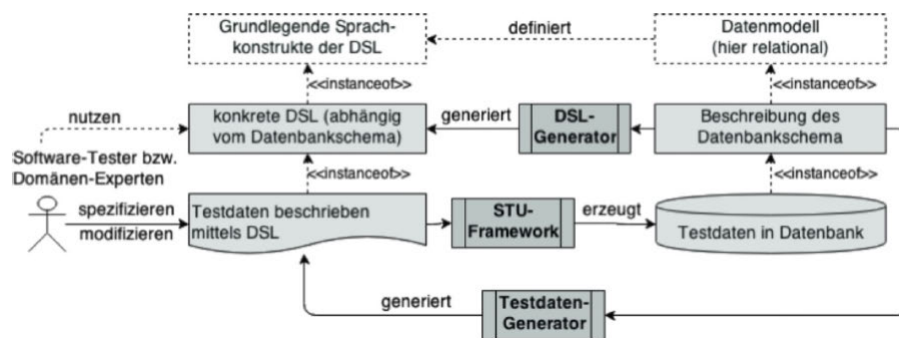 Grundlegende Sprach-
konstrukte der DSL
definiert
Datenmodell
(hier relational)
<<instanceof>>
<<instanceof>>
nutzen
konkrete DSL (abhängig
vom Datenbankschema)
generiert
DSL-
Generator
Beschreibung des
Datenbankschema
Software-Tester bzw.
Domänen-Experten
<<instanceof>>
<<instanceof>>
spezifizieren
modifizieren
Testdaten beschrieben
mittels DSL
STU-
Framework
erzeugt
Testdaten in Datenbank
generiert
Testdaten-
Generator